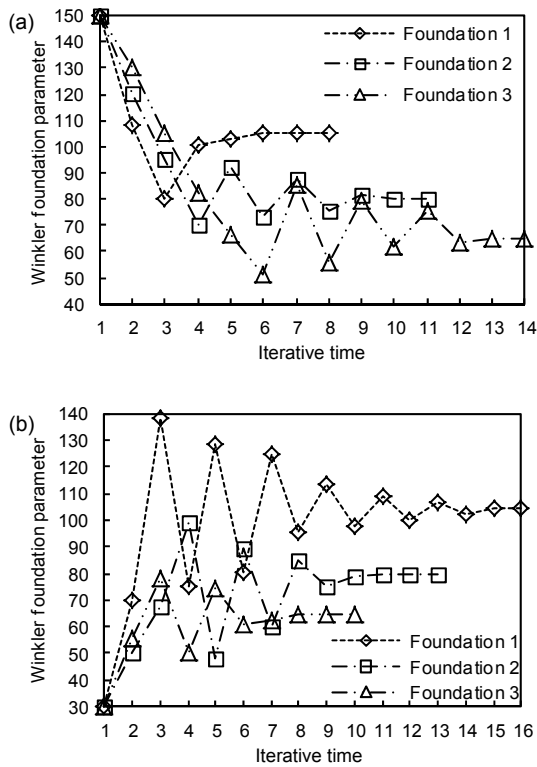 (a)
Winkler foundation parameter
150
140
130
120
110
100
90
80
70
60
50
40
Foundation 1
Foundation 2
Foundation 3
1 2 3 4 5 6 7 8 9 10 11 12 13 14
Iterative time
(b)
Winkler foundation parameter
140
130
120
110
100
90
80
70
60
50
40
30
Foundation 1
Foundation 2
Foundation 3
1 2 3 4 5 6 7 8 9 10 11 12 13 14 15 16
Iterative time